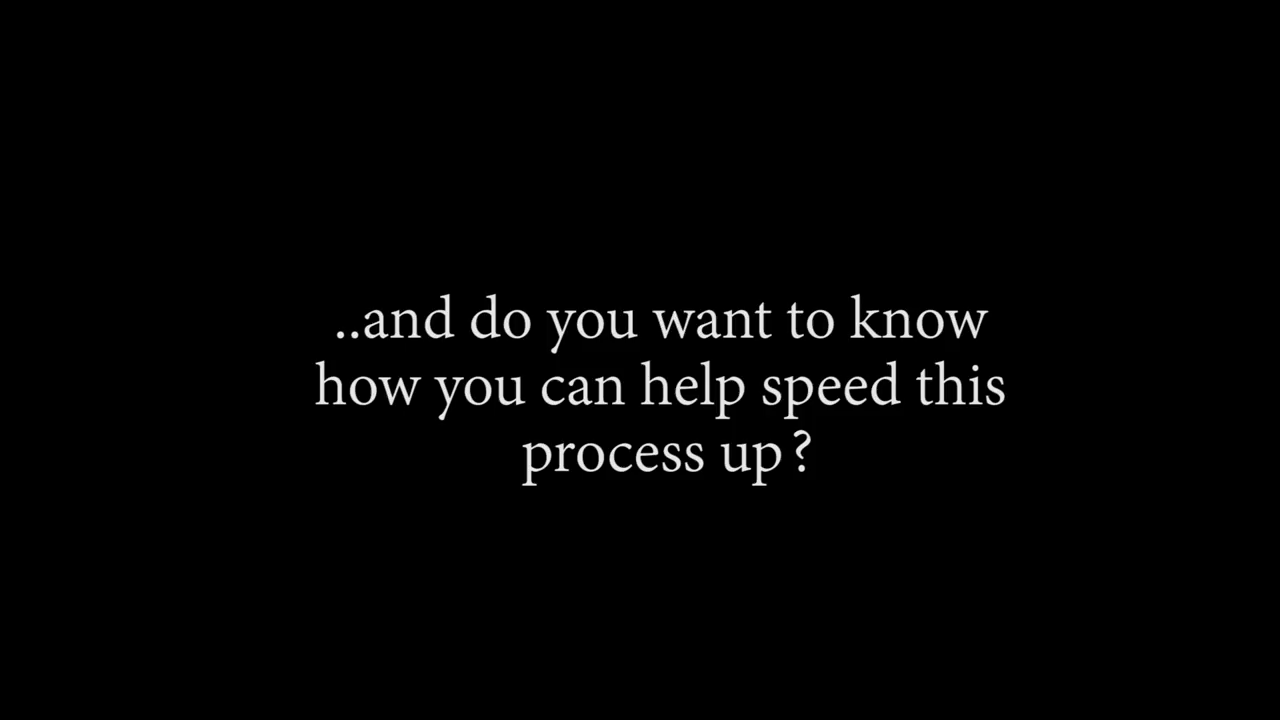 ..and do you want to know
how you can help speed this
process up?